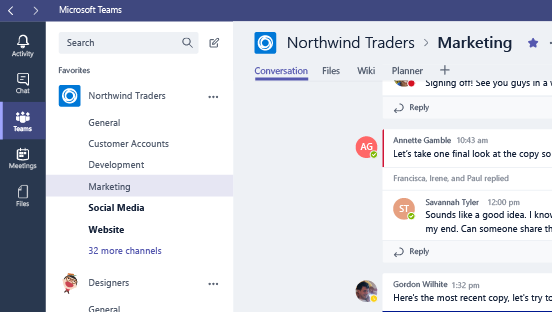 Microsoft Teams
Activity
Chat
Teams
Meetings
Files
Search
Favorites
Northwind Traders
General
Customer Accounts
Development
Marketing
Social Media
Website
32 more channels
Designers
General
Northwind Traders > Marketing
Conversation Files Wiki Planner
Signing off! See you guys in a
Reply
AG
Annette Gamble 10:43 am
Let's take one final look at the copy so
Francisca, Irene, and Paul replied
ST
Savannah Tyler 12:00 pm
Sounds like a good idea. I know
my end. Can someone share th
Reply
Gordon Wilhite 1:32 pm
Here's the most recent copy, let's try to